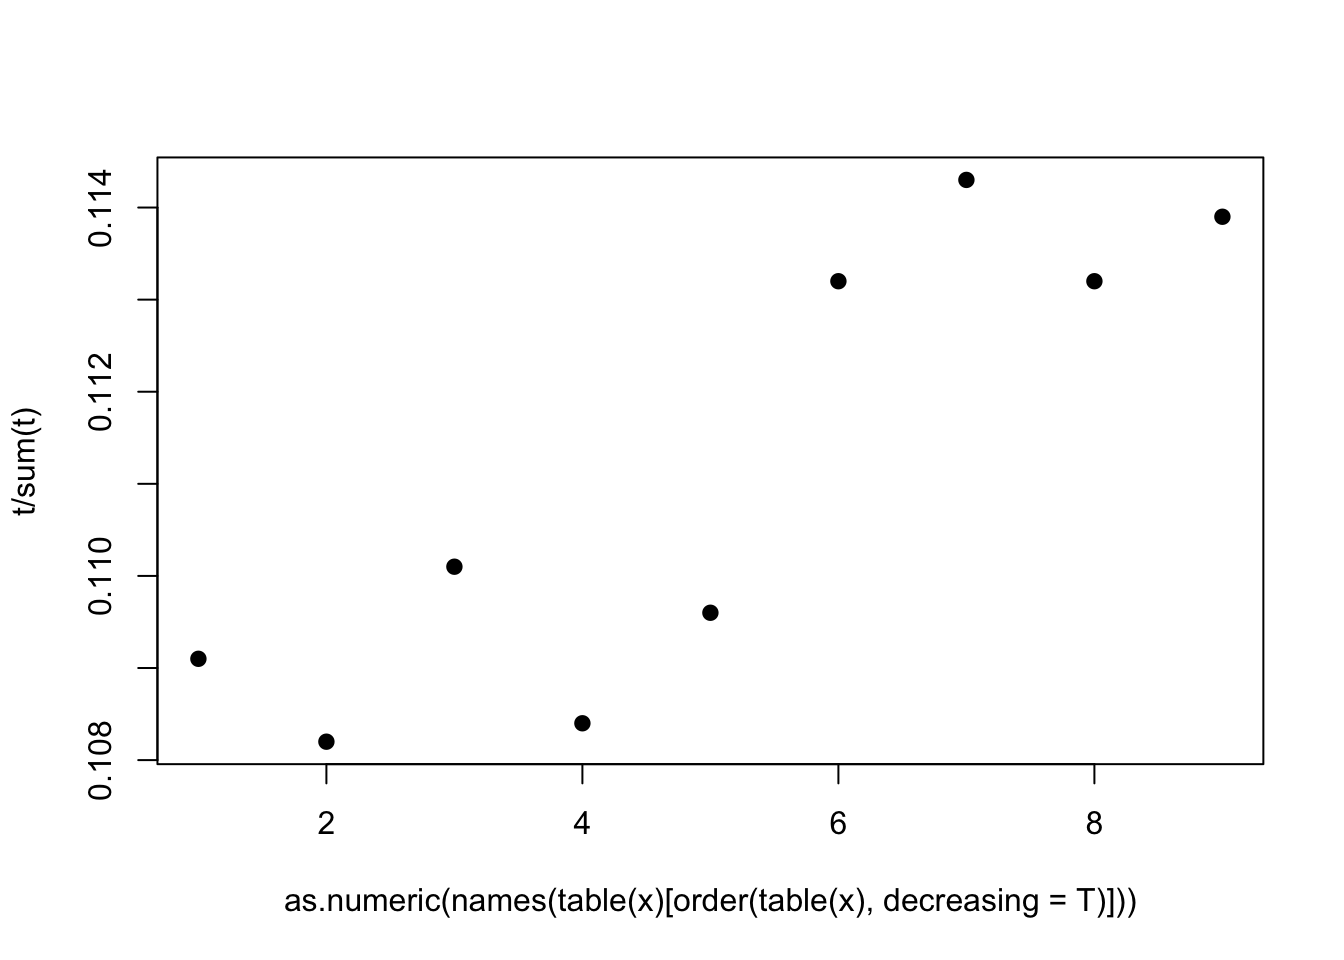 t/sum(t)
0.114
0.112
0.110
0.108
2 4 6 8
as.numeric(names(table(x)[order(table(x), decreasing = T)]))